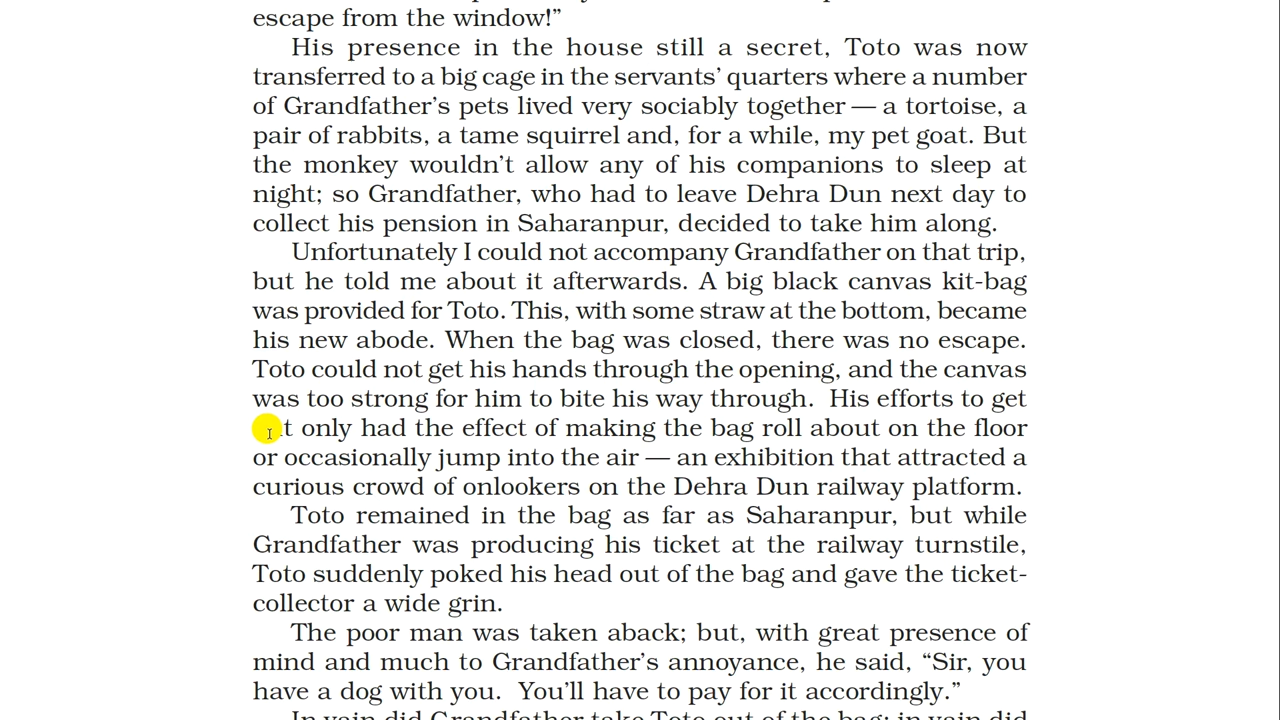 escape from the window!”
His presence in the house still a secret, Toto was now
transferred to a big cage in the servants’ quarters where a number
of Grandfather’s pets lived very sociably together — a tortoise, a
pair of rabbits, a tame squirrel and, for a while, my pet goat. But
the monkey wouldn’t allow any of his companions to sleep at
night; so Grandfather, who had to leave Dehra Dun next day to
collect his pension in Saharanpur, decided to take him along.
Unfortunately I could not accompany Grandfather on that trip,
but he told me about it afterwards. A big black canvas kit-bag
was provided for Toto. This, with some straw at the bottom, became
his new abode. When the bag was closed, there was no escape.
Toto could not get his hands through the opening, and the canvas
was too strong for him to bite his way through.  His efforts to get
only had the effect of making the bag roll about on the floor
or occasionally jump into the air — an exhibition that attracted a
curious crowd of onlookers on the Dehra Dun railway platform.
Toto remained in the bag as far as Saharanpur, but while
Grandfather was producing his ticket at the railway turnstile,
Toto suddenly poked his head out of the bag and gave the ticket-
collector a wide grin.
The poor man was taken aback; but, with great presence of
mind and much to Grandfather’s annoyance, he said, “Sir, you
have a dog with you.  You’ll have to pay for it accordingly.”
In vain did Grandfather take Toto out of the bag; in vain did